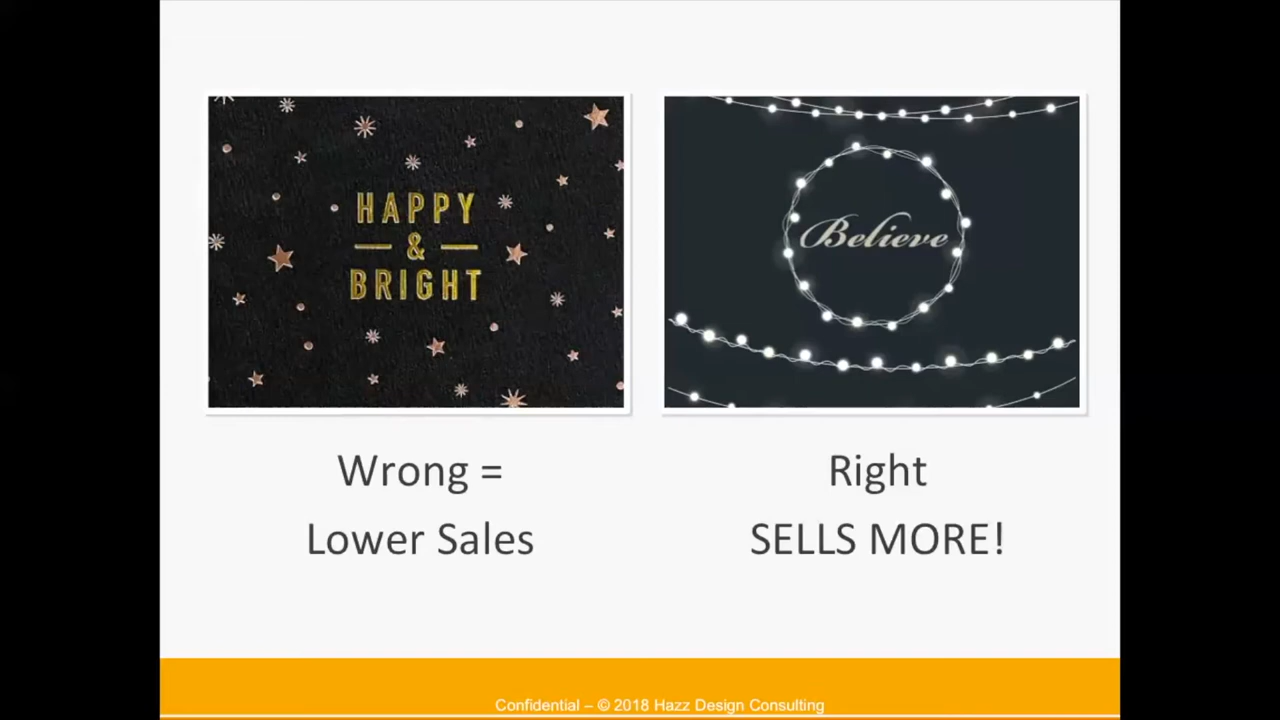 HAPPY
&
BRIGHT
Believe
Wrong =
Lower Sales
Right
SELLS MORE!
Confidential – © 2018 Hazz Design Consulting